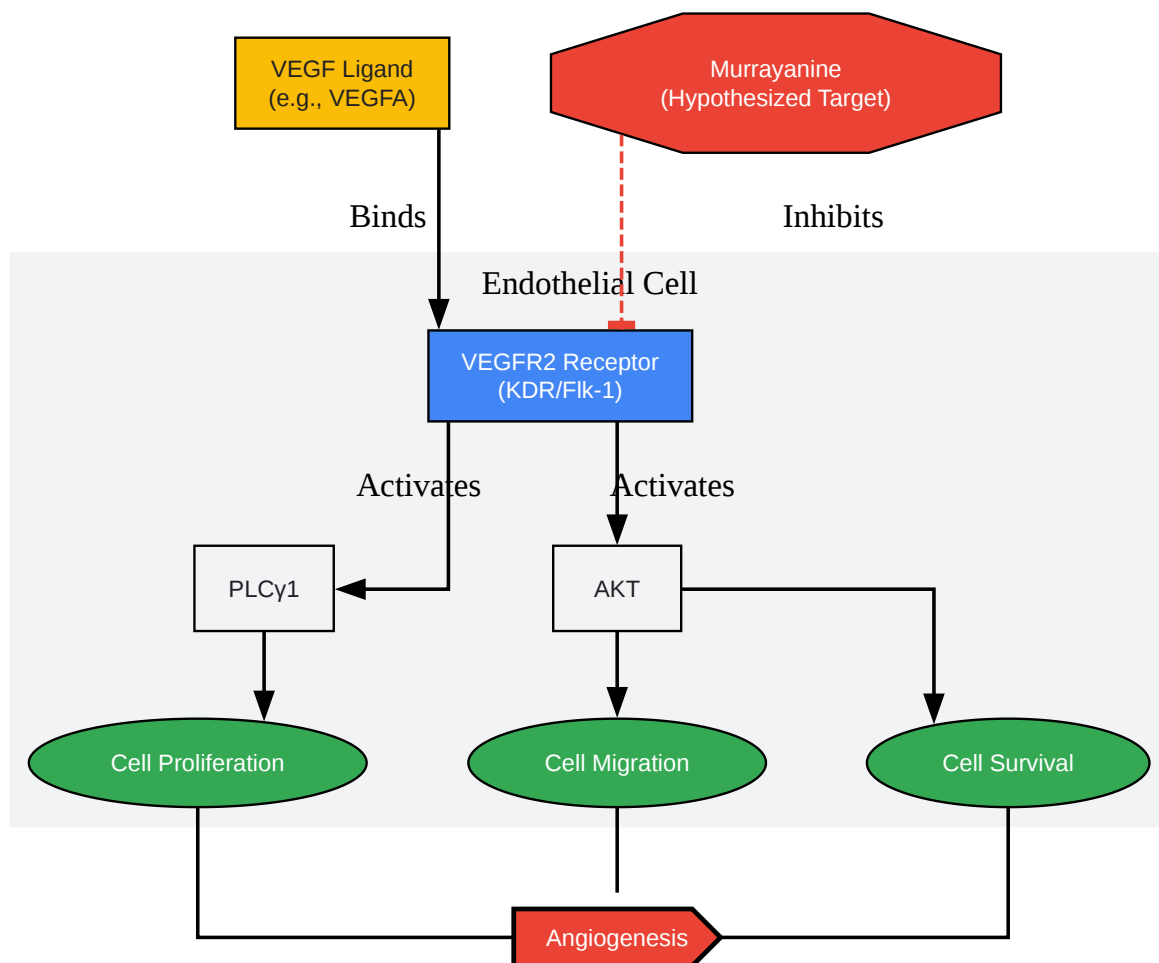 VEGF Ligand
(e.g., VEGFA)
Murrayanine
(Hypothesized Target)
Binds
Inhibits
Endothelial Cell
VEGFR2 Receptor
(KDR/Flk-1)
Activates
Activates
PLCγ1
AKT
Cell Proliferation
Cell Migration
Cell Survival
Angiogenesis